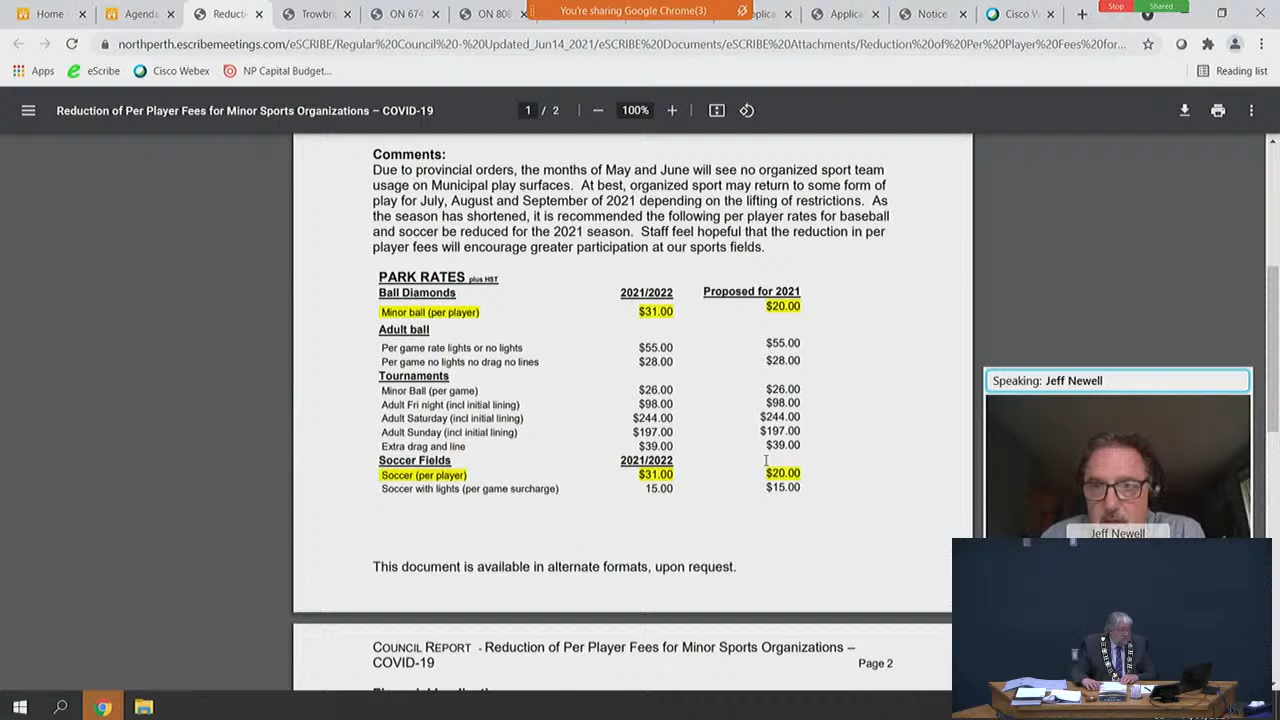 Home
Agenda
Reducti
Trowbri
ON 674
ON 808
You're sharing Google Chrome(3)
Applica
Notice
Cisco W
Stop
Shared
northperth.escribemeetings.com/eSCRIBE/Regular%20Council%20-%20Updated_Jun14_2021/eSCRIBE%20Documents/eSCRIBE%20Attachments/Reduction%20of%20Per%20Player%20Fees%20for...
Apps
eScribe
Cisco Webex
NP Capital Budget...
Reading list
Reduction of Per Player Fees for Minor Sports Organizations – COVID-19
1 / 2
100%
Comments:
Due to provincial orders, the months of May and June will see no organized sport team
usage on Municipal play surfaces. At best, organized sport may return to some form of
play for July, August and September of 2021 depending on the lifting of restrictions. As
the season has shortened, it is recommended the following per player rates for baseball
and soccer be reduced for the 2021 season. Staff feel hopeful that the reduction in per
player fees will encourage greater participation at our sports fields.
PARK RATES plus HST
Ball Diamonds 2021/2022 Proposed for 2021
Minor ball (per player) $31.00 $20.00
Adult ball
Per game rate lights or no lights $55.00 $55.00
Per game no lights no drag no lines $28.00 $28.00
Tournaments
Minor Ball (per game) $26.00 $26.00
Adult Fri night (incl initial lining) $98.00 $98.00
Adult Saturday (incl initial lining) $244.00 $244.00
Adult Sunday (incl initial lining) $197.00 $197.00
Extra drag and line $39.00 $39.00
Soccer Fields 2021/2022
Soccer (per player) $31.00 $20.00
Soccer with lights (per game surcharge) 15.00 $15.00
This document is available in alternate formats, upon request.
Speaking: Jeff Newell
Jeff Newell
COUNCIL REPORT - Reduction of Per Player Fees for Minor Sports Organizations –
COVID-19
Page 2